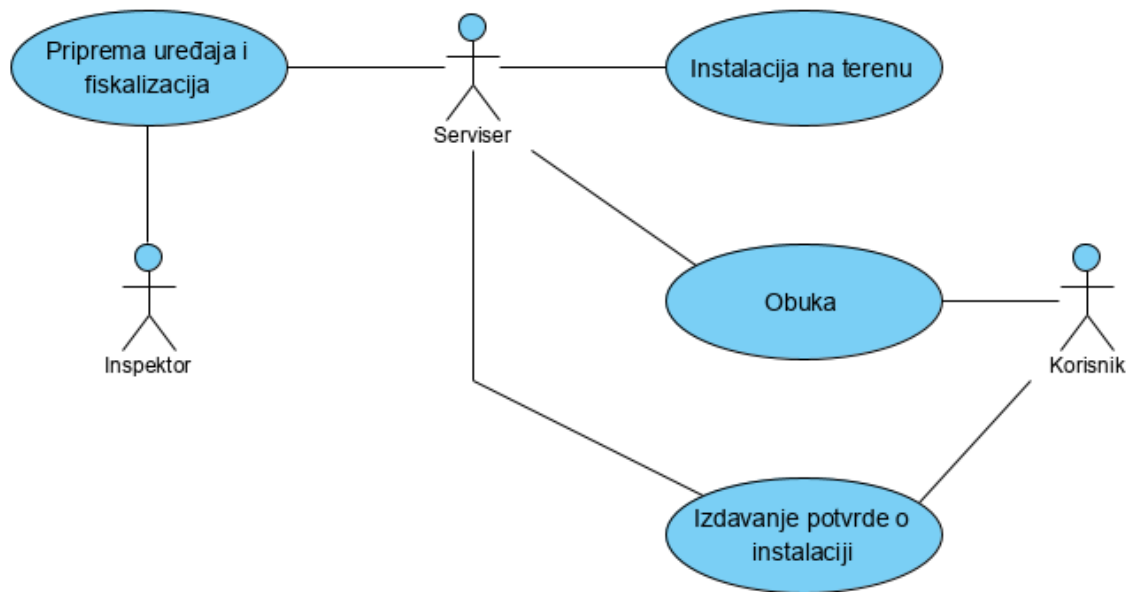 Priprema uređaja i
fiskalizacija
Serviser
Instalacija na terenu
Inspektor
Obuka
Korisnik
Izdavanje potvrde o
instalaciji